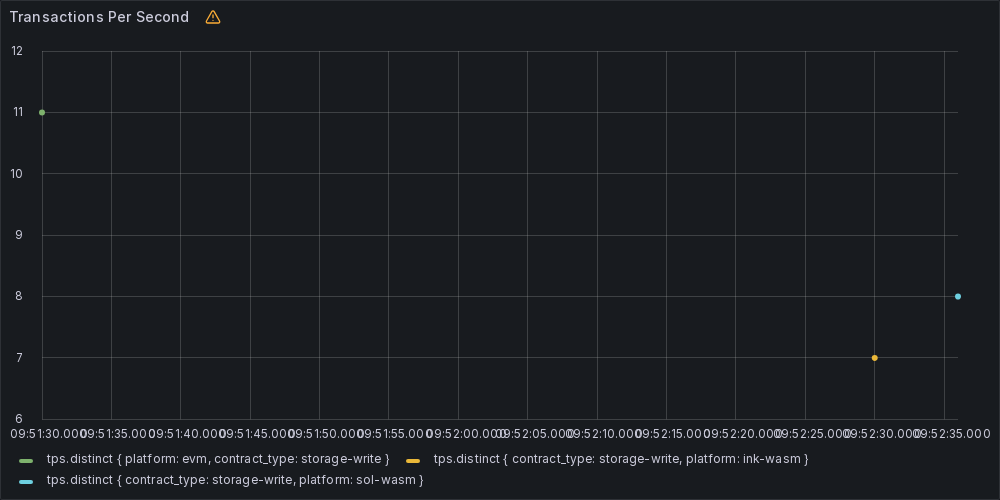 Transactions Per Second
12
11
10
9
8
7
6
09:51:30.000 09:51:35.000 09:51:40.000 09:51:45.000 09:51:50.000 09:51:55.000 09:52:00.000 09:52:05.000 09:52:10.000 09:52:15.000 09:52:20.000 09:52:25.000 09:52:30.000 09:52:35.000
tps.distinct { platform: evm, contract_type: storage-write } tps.distinct { contract_type: storage-write, platform: ink-wasm }
tps.distinct { contract_type: storage-write, platform: sol-wasm }